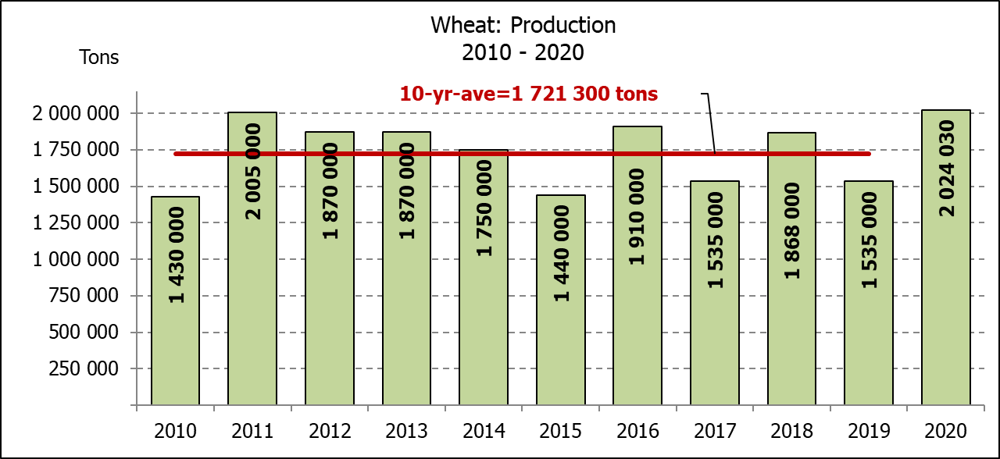 Wheat: Production
2010 - 2020
Tons
10-yr-ave=1 721 300 tons
2 000 000
1 750 000
1 500 000
1 250 000
1 000 000
750 000
500 000
250 000
1 430 000
2 005 000
1 870 000
1 870 000
1 750 000
1 440 000
1 910 000
1 535 000
1 868 000
1 535 000
2 024 030
2010 2011 2012 2013 2014 2015 2016 2017 2018 2019 2020